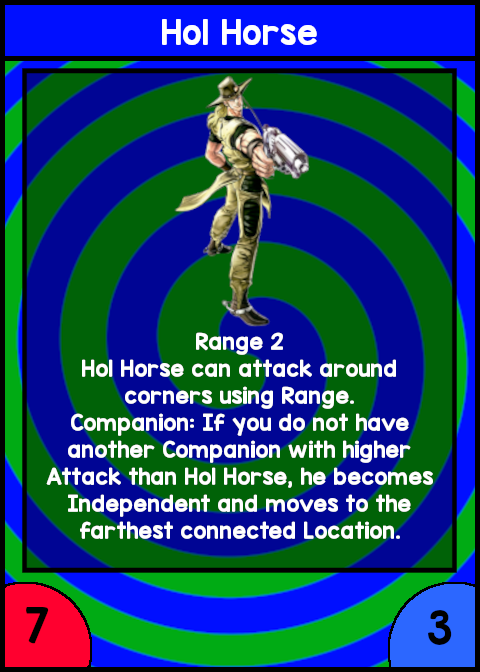 Hol Horse
Range 2
Hol Horse can attack around
corners using Range.
Companion: If you do not have
another Companion with higher
Attack than Hol Horse, he becomes
Independent and moves to the
farthest connected Location.
7
3